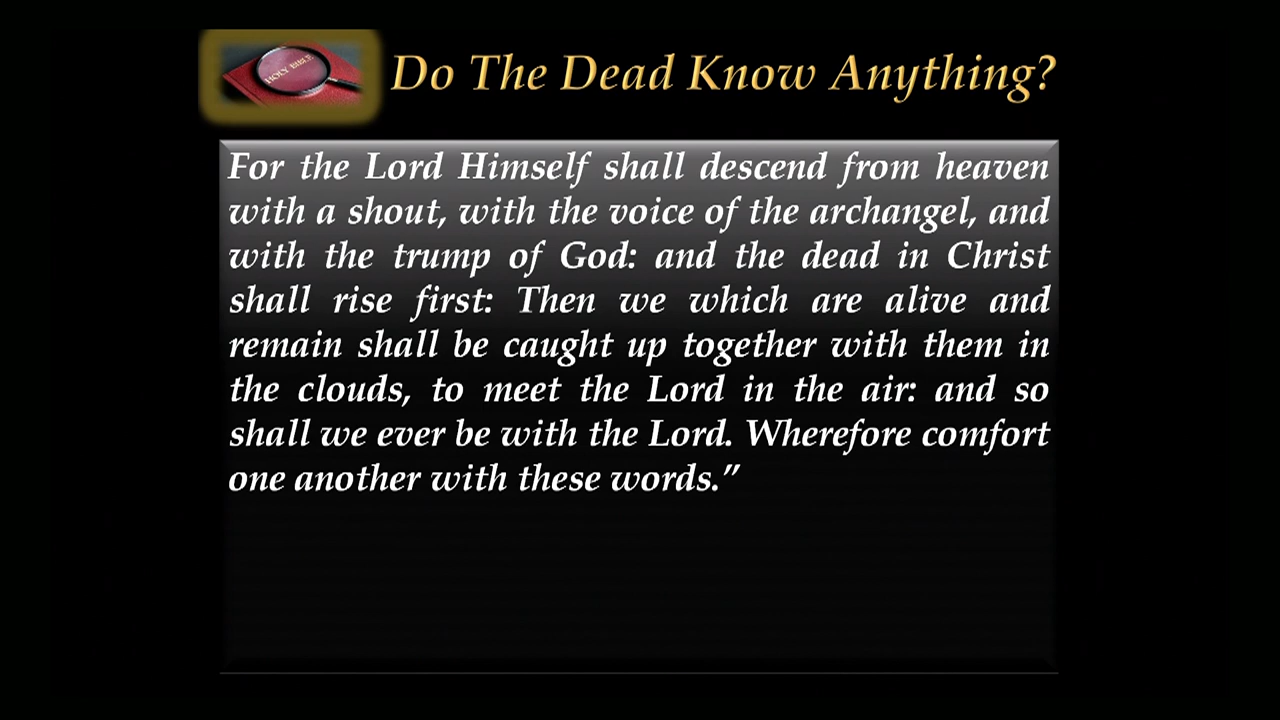 HOLY BIBLE
Do The Dead Know Anything?
For the Lord Himself shall descend from heaven
with a shout, with the voice of the archangel, and
with the trump of God: and the dead in Christ
shall rise first: Then we which are alive and
remain shall be caught up together with them in
the clouds, to meet the Lord in the air: and so
shall we ever be with the Lord. Wherefore comfort
one another with these words.”